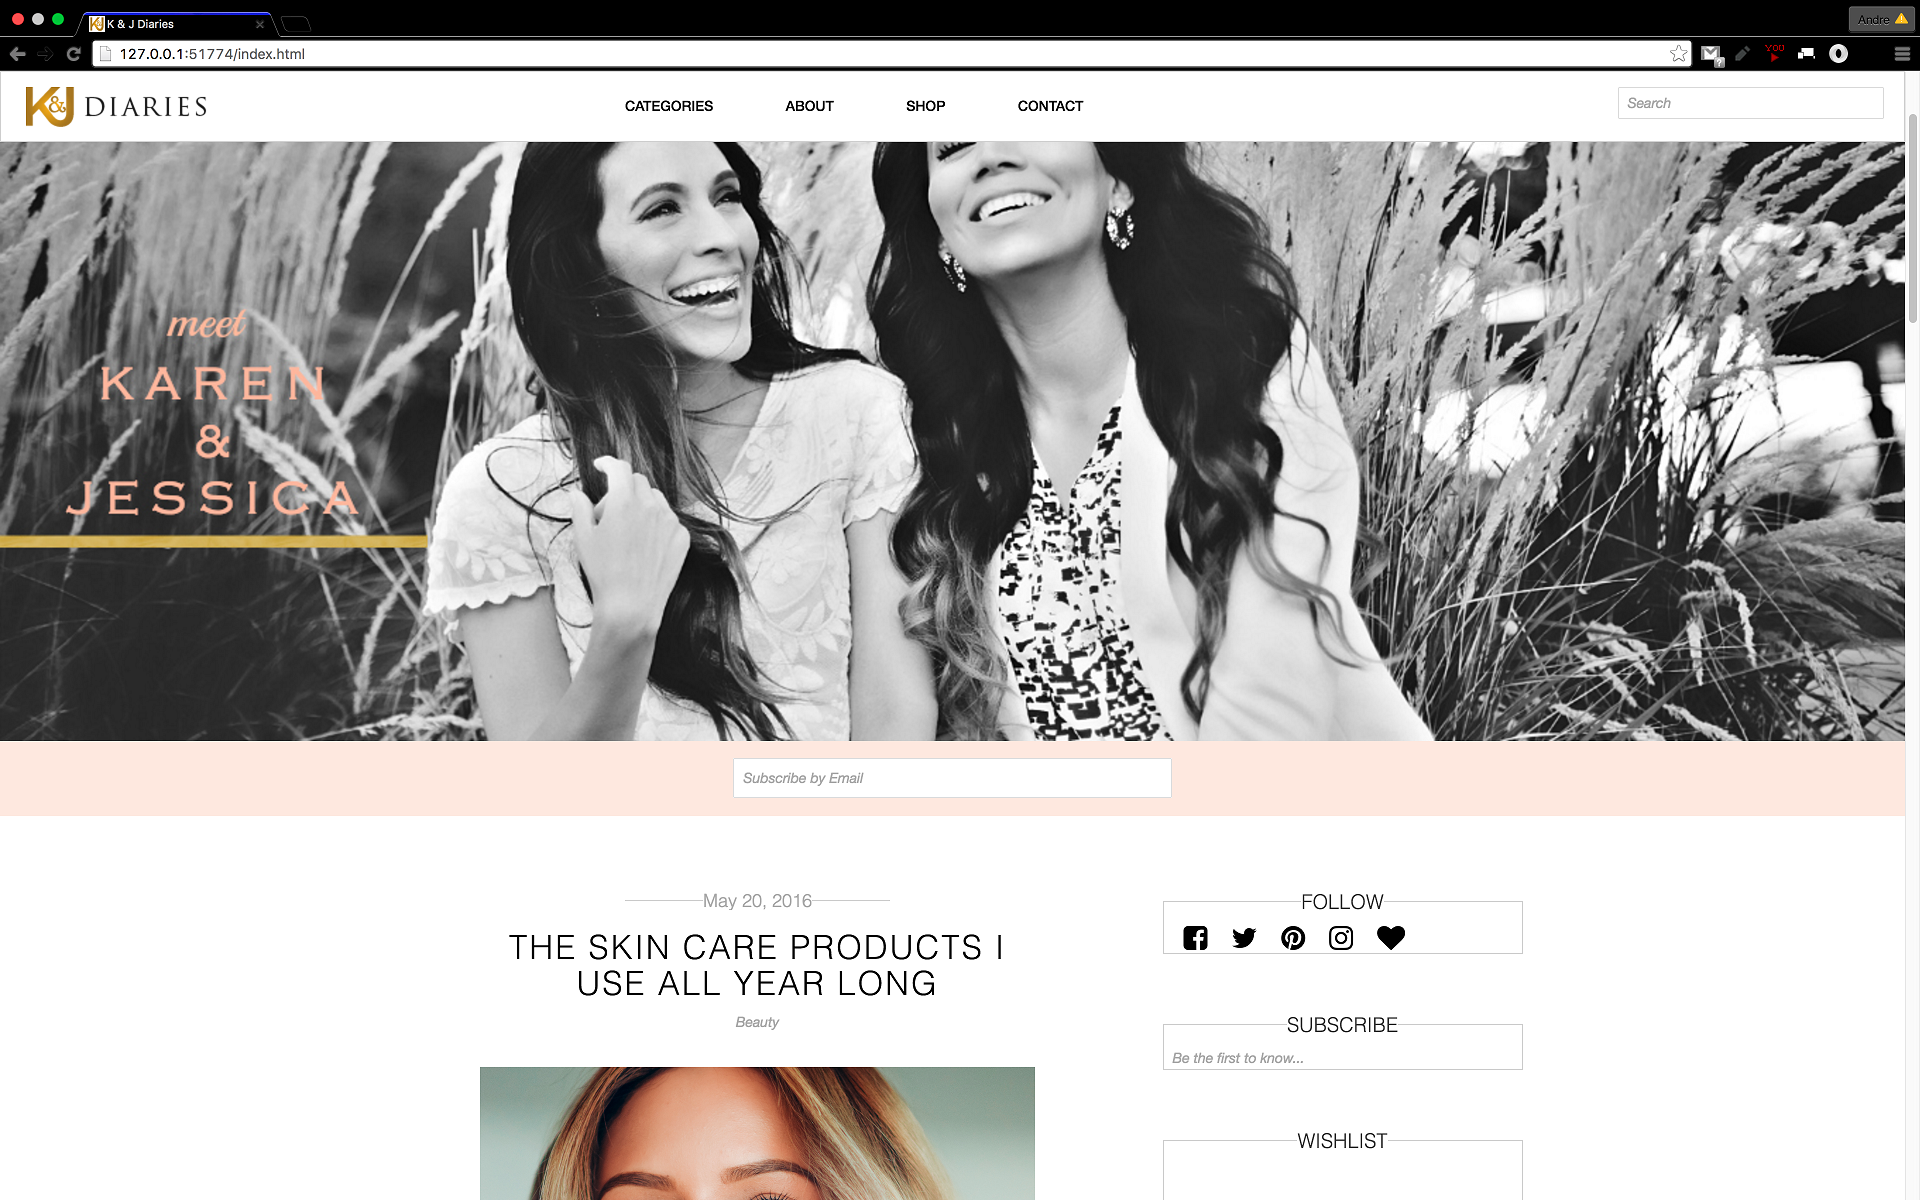 K & J Diaries
Andre
127.0.0.1:51774/index.html
K&J DIARIES
CATEGORIES ABOUT SHOP CONTACT
Search
meet
KAREN
&
JESSICA
Subscribe by Email
May 20, 2016
THE SKIN CARE PRODUCTS I
USE ALL YEAR LONG
Beauty
FOLLOW
SUBSCRIBE
Be the first to know...
WISHLIST